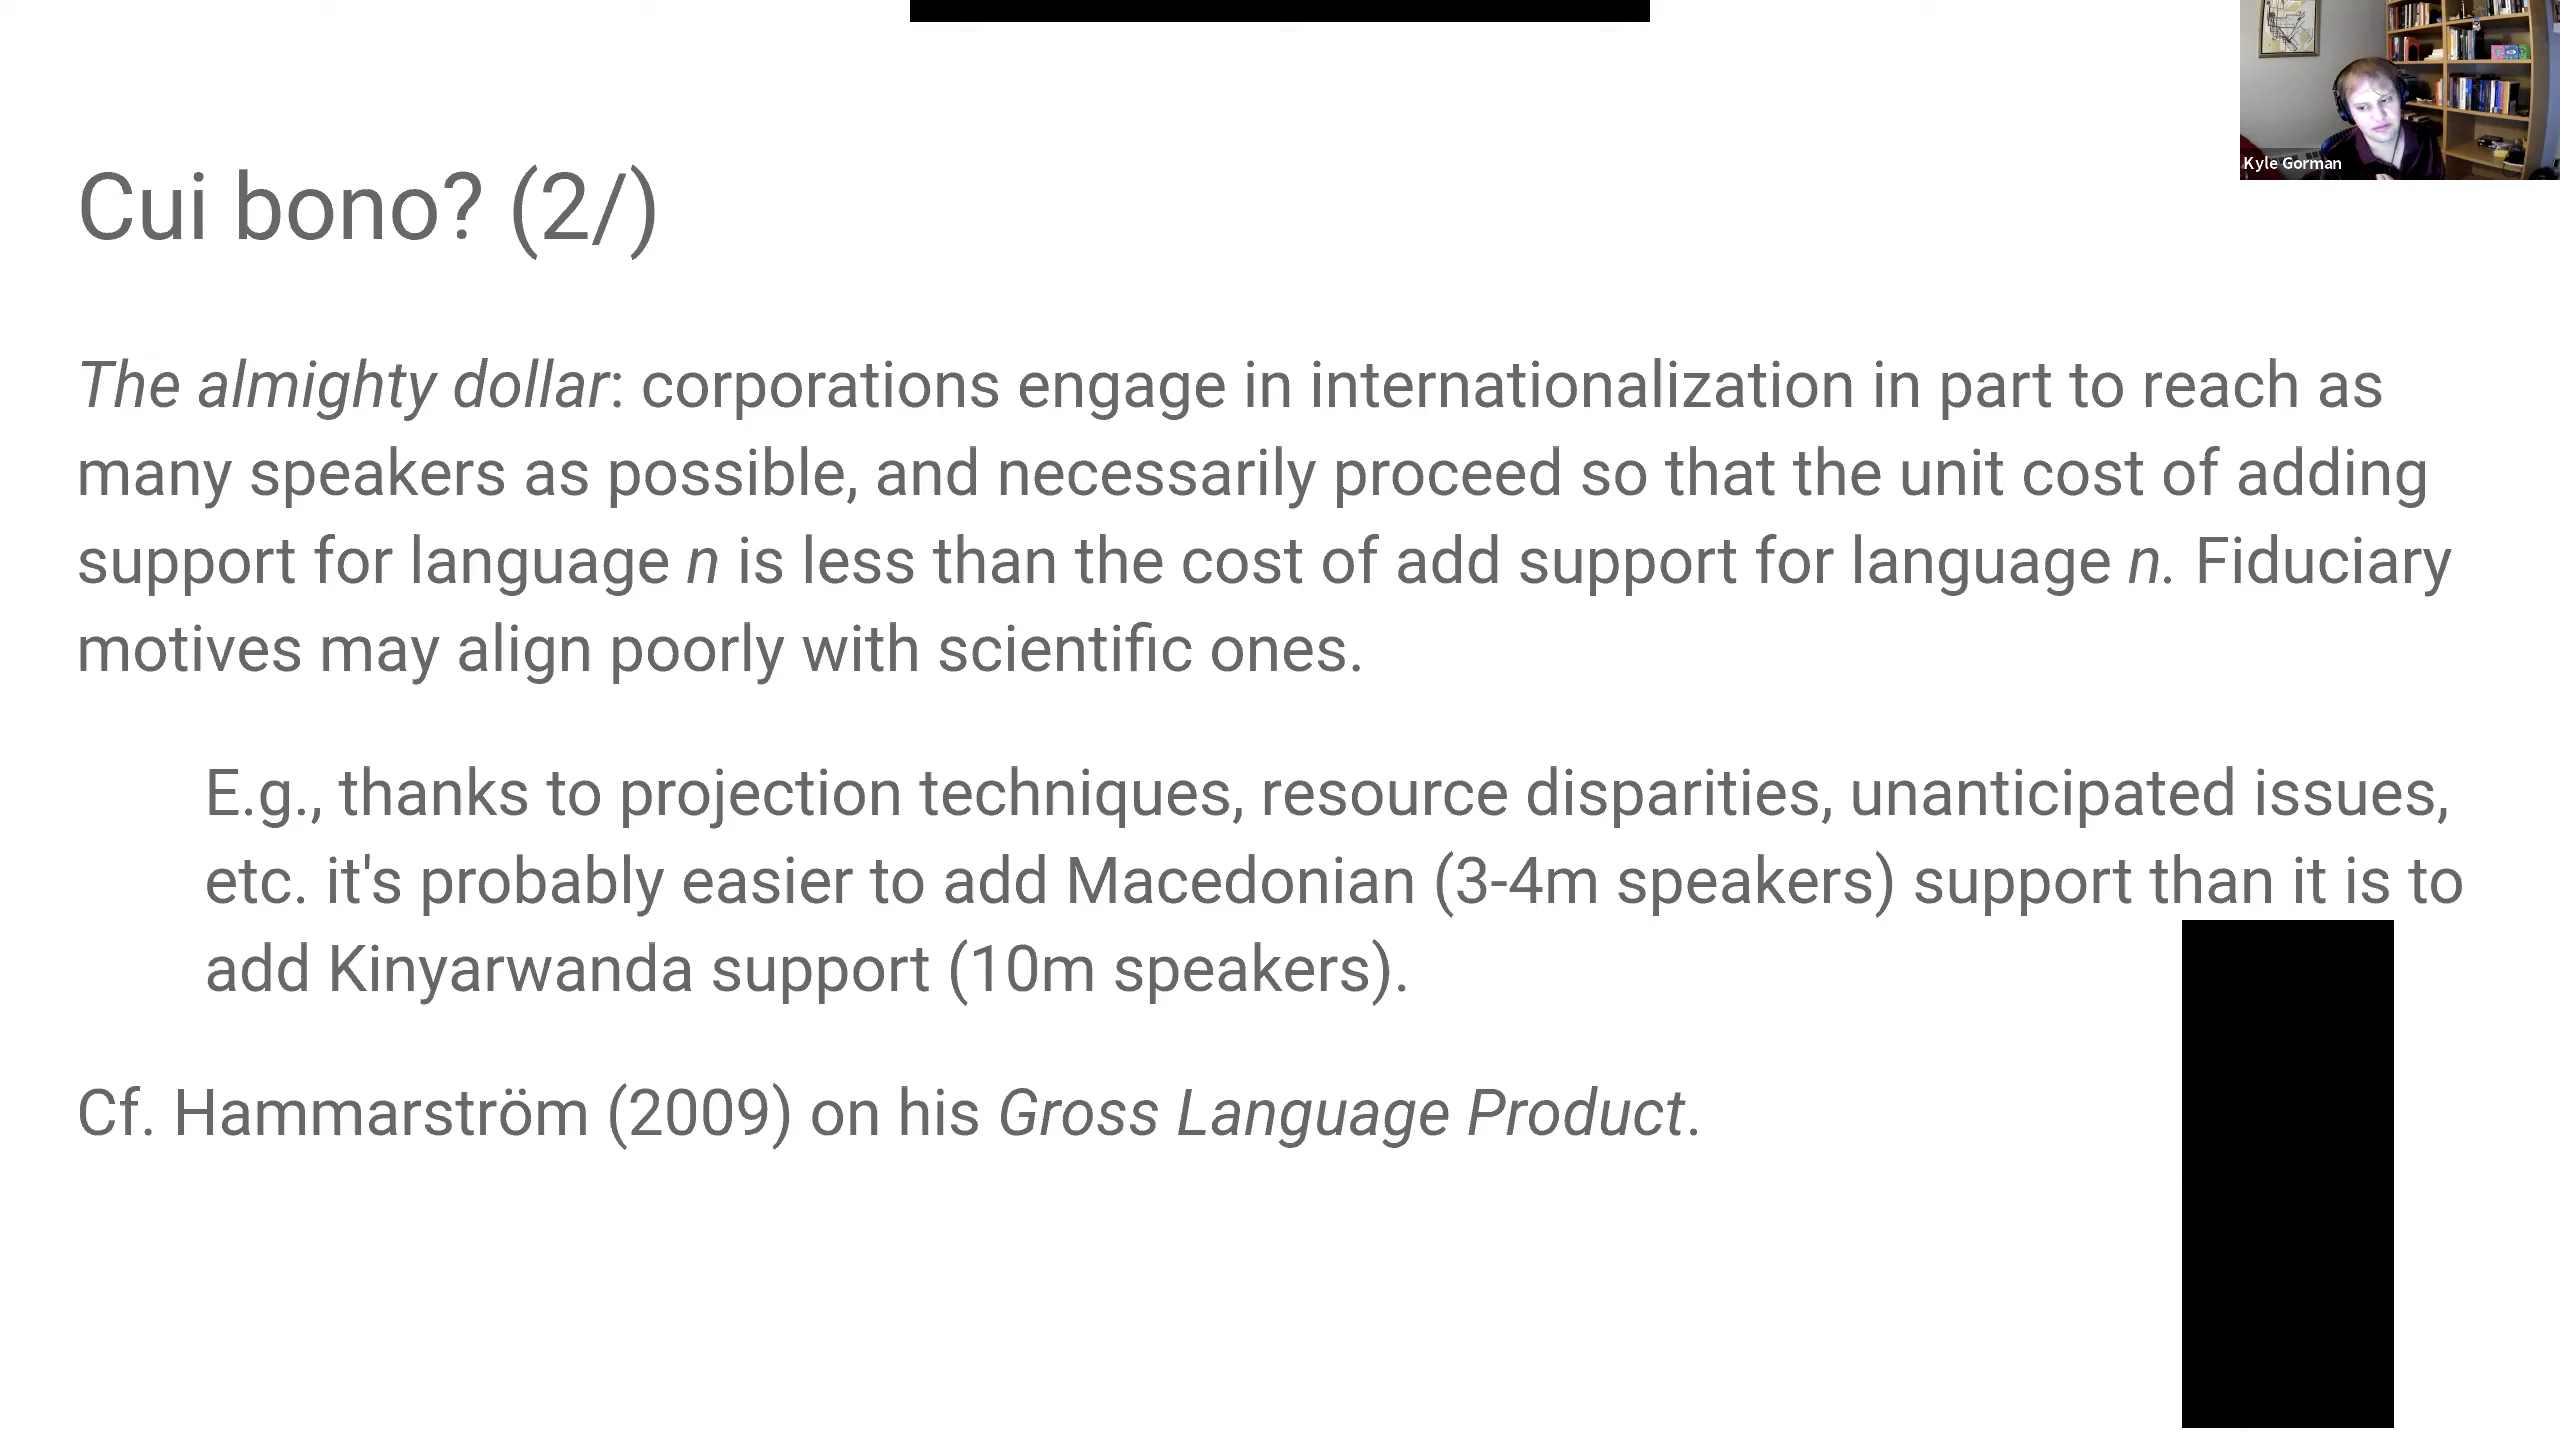 Kyle Gorman
Cui bono? (2/)
The almighty dollar: corporations engage in internationalization in part to reach as
many speakers as possible, and necessarily proceed so that the unit cost of adding
support for language n is less than the cost of add support for language n. Fiduciary
motives may align poorly with scientific ones.
E.g., thanks to projection techniques, resource disparities, unanticipated issues,
etc. it's probably easier to add Macedonian (3-4m speakers) support than it is to
add Kinyarwanda support (10m speakers).
Cf. Hammarström (2009) on his Gross Language Product.